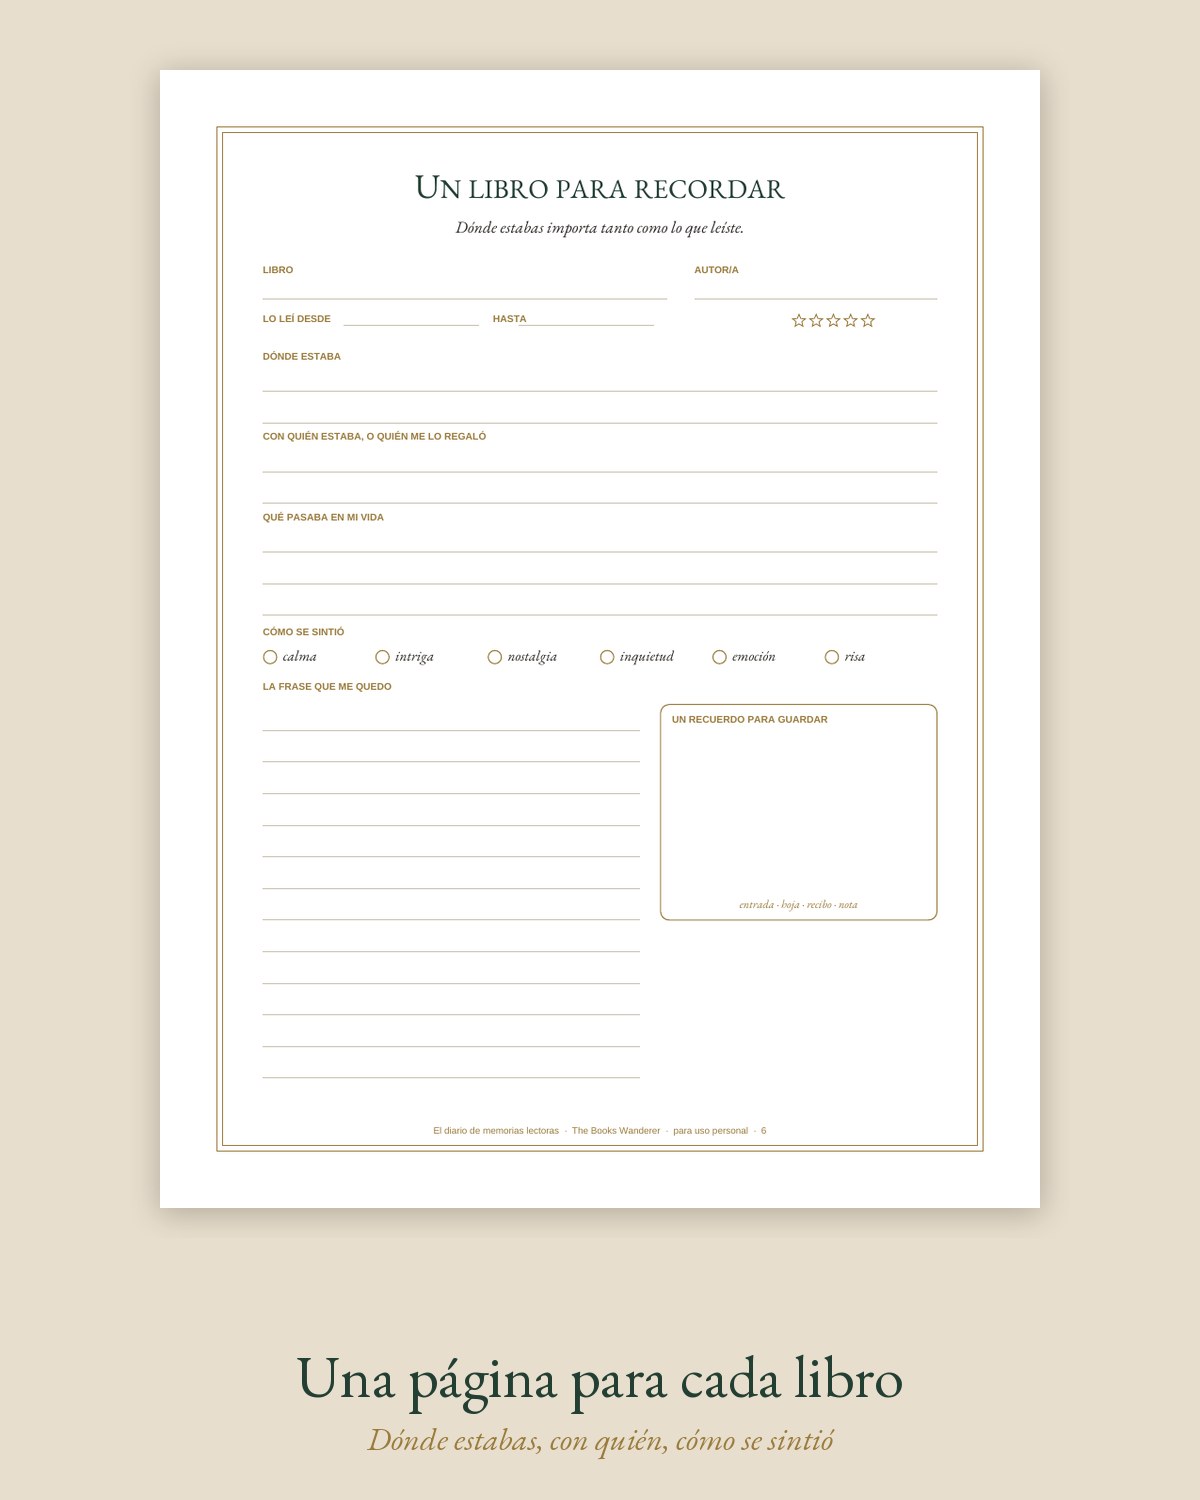 Un libro para recordar
Dónde estabas importa tanto como lo que leíste.
LIBRO AUTOR/A
LO LEÍ DESDE HASTA
DÓNDE ESTABA
CON QUIÉN ESTABA, O QUIÉN ME LO REGALÓ
QUÉ PASABA EN MI VIDA
CÓMO SE SINTIÓ
calma intriga nostalgia inquietud emoción risa
LA FRASE QUE ME QUEDO
UN RECUERDO PARA GUARDAR
entrada · hoja · recibo · nota
El diario de memorias lectoras · The Books Wanderer · para uso personal · 6
Una página para cada libro
Dónde estabas, con quién, cómo se sintió